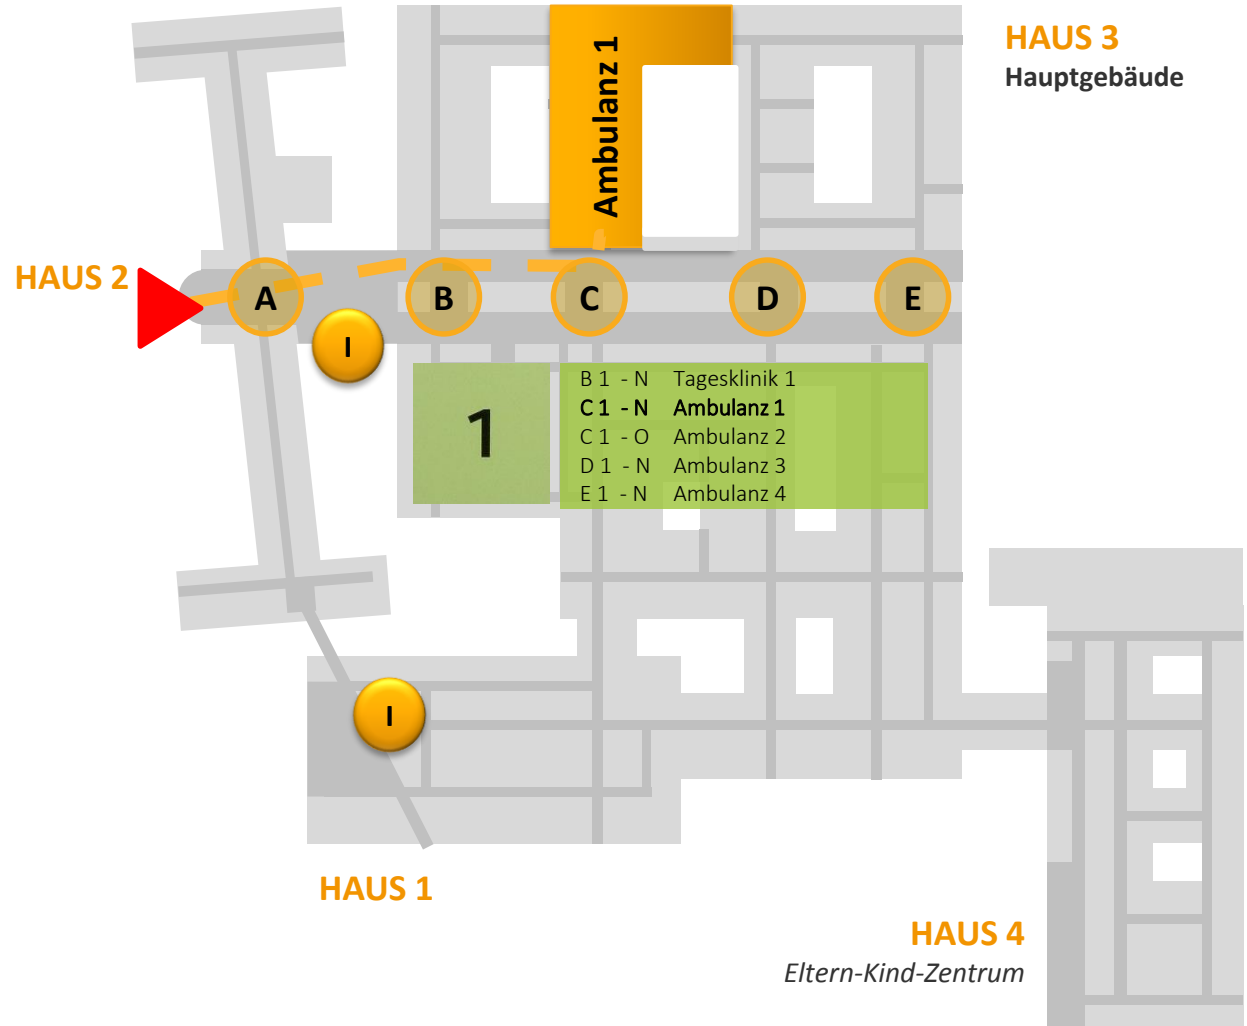 HAUS 3
Hauptgebäude
Ambulanz 1
HAUS 2
A
B
C
D
E
I
1
B 1 - N Tagesklinik 1
C 1 - N Ambulanz 1
C 1 - O Ambulanz 2
D 1 - N Ambulanz 3
E 1 - N Ambulanz 4
I
HAUS 1
HAUS 4
Eltern-Kind-Zentrum